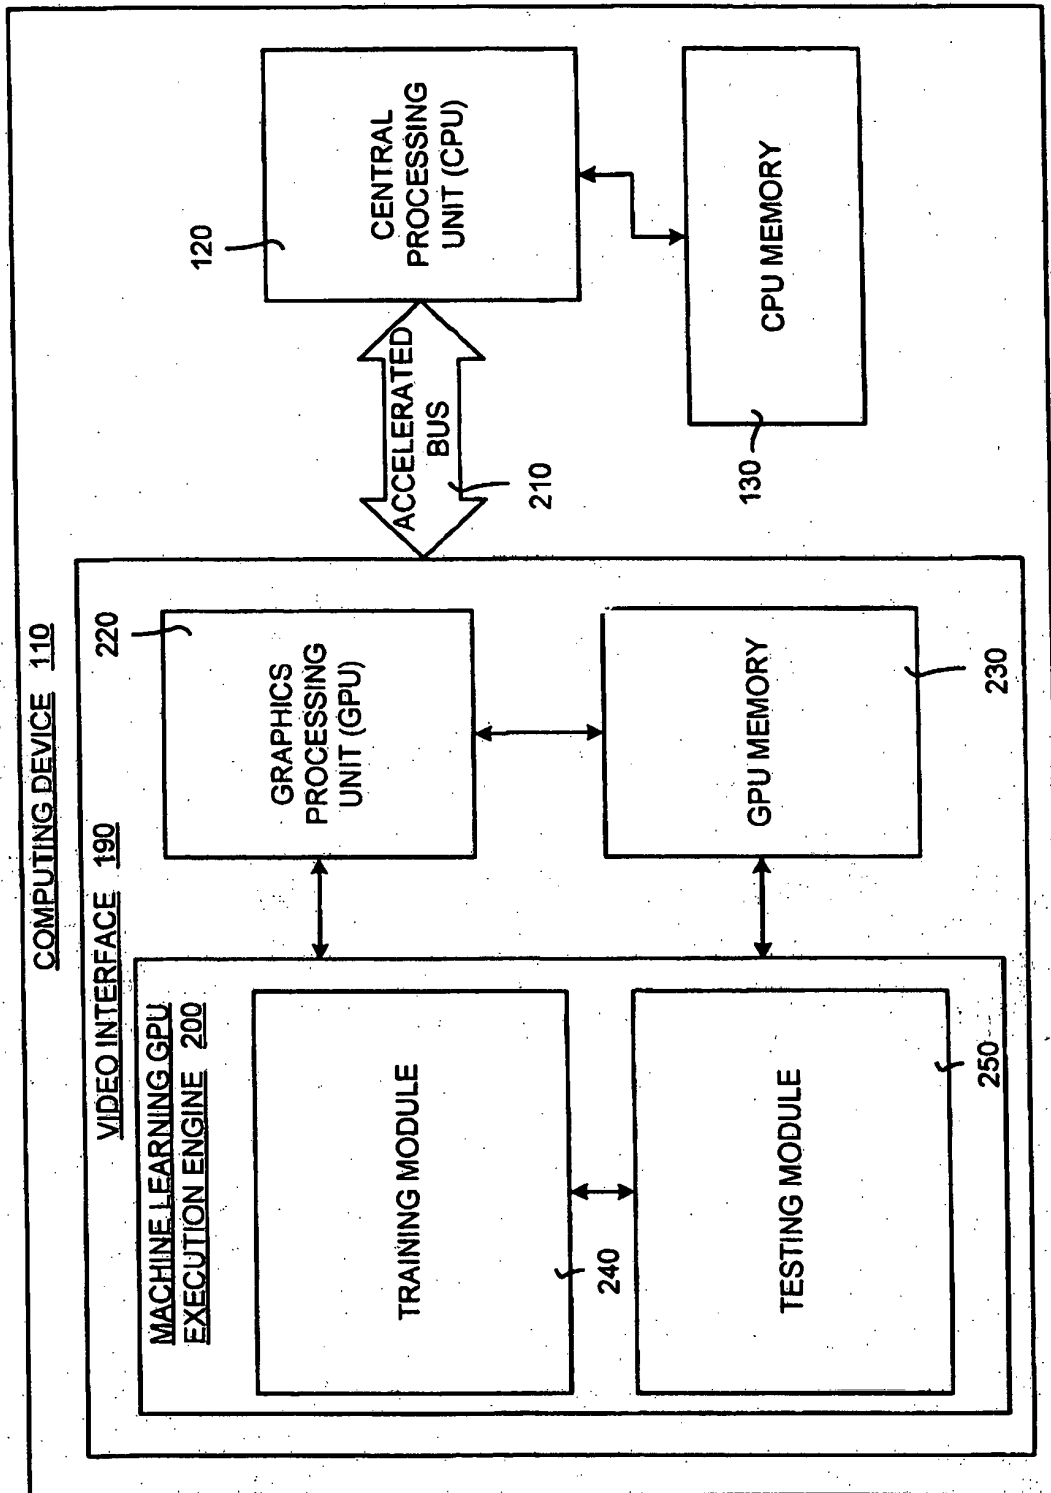 COMPUTING DEVICE 110
VIDEO INTERFACE 190
MACHINE LEARNING GPU
EXECUTION ENGINE 200
TRAINING MODULE
240
TESTING MODULE
250
220
GRAPHICS
PROCESSING
UNIT (GPU)
GPU MEMORY
230
ACCELERATED
BUS
210
120
CENTRAL
PROCESSING
UNIT (CPU)
CPU MEMORY
130